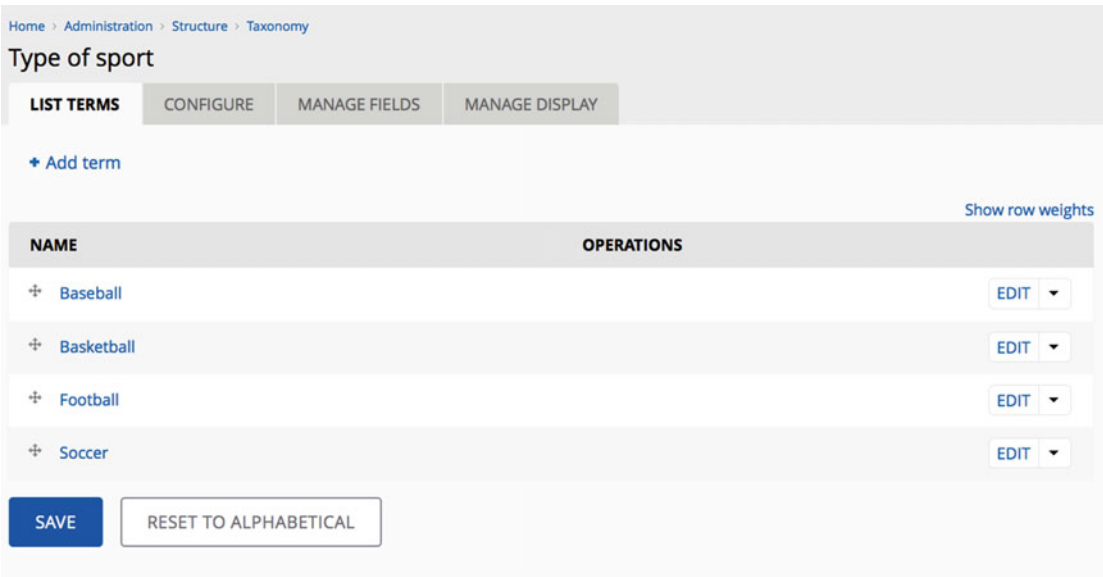 Home › Administration › Structure › Taxonomy
Type of sport
LIST TERMS CONFIGURE MANAGE FIELDS MANAGE DISPLAY
+ Add term
Show row weights
NAME OPERATIONS
Baseball EDIT
Basketball EDIT
Football EDIT
Soccer EDIT
SAVE RESET TO ALPHABETICAL